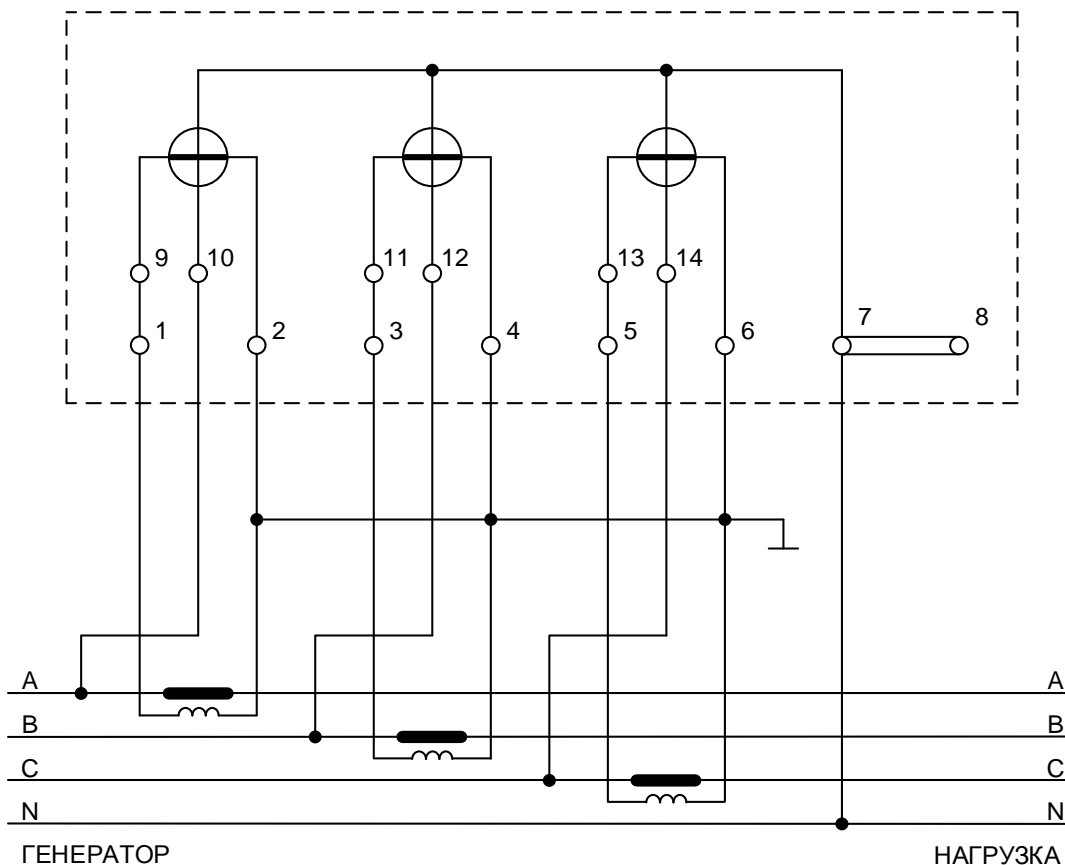 9 10 11 12 13 14
1 2 3 4 5 6 7 8
А А
В В
С С
N N
ГЕНЕРАТОР НАГРУЗКА